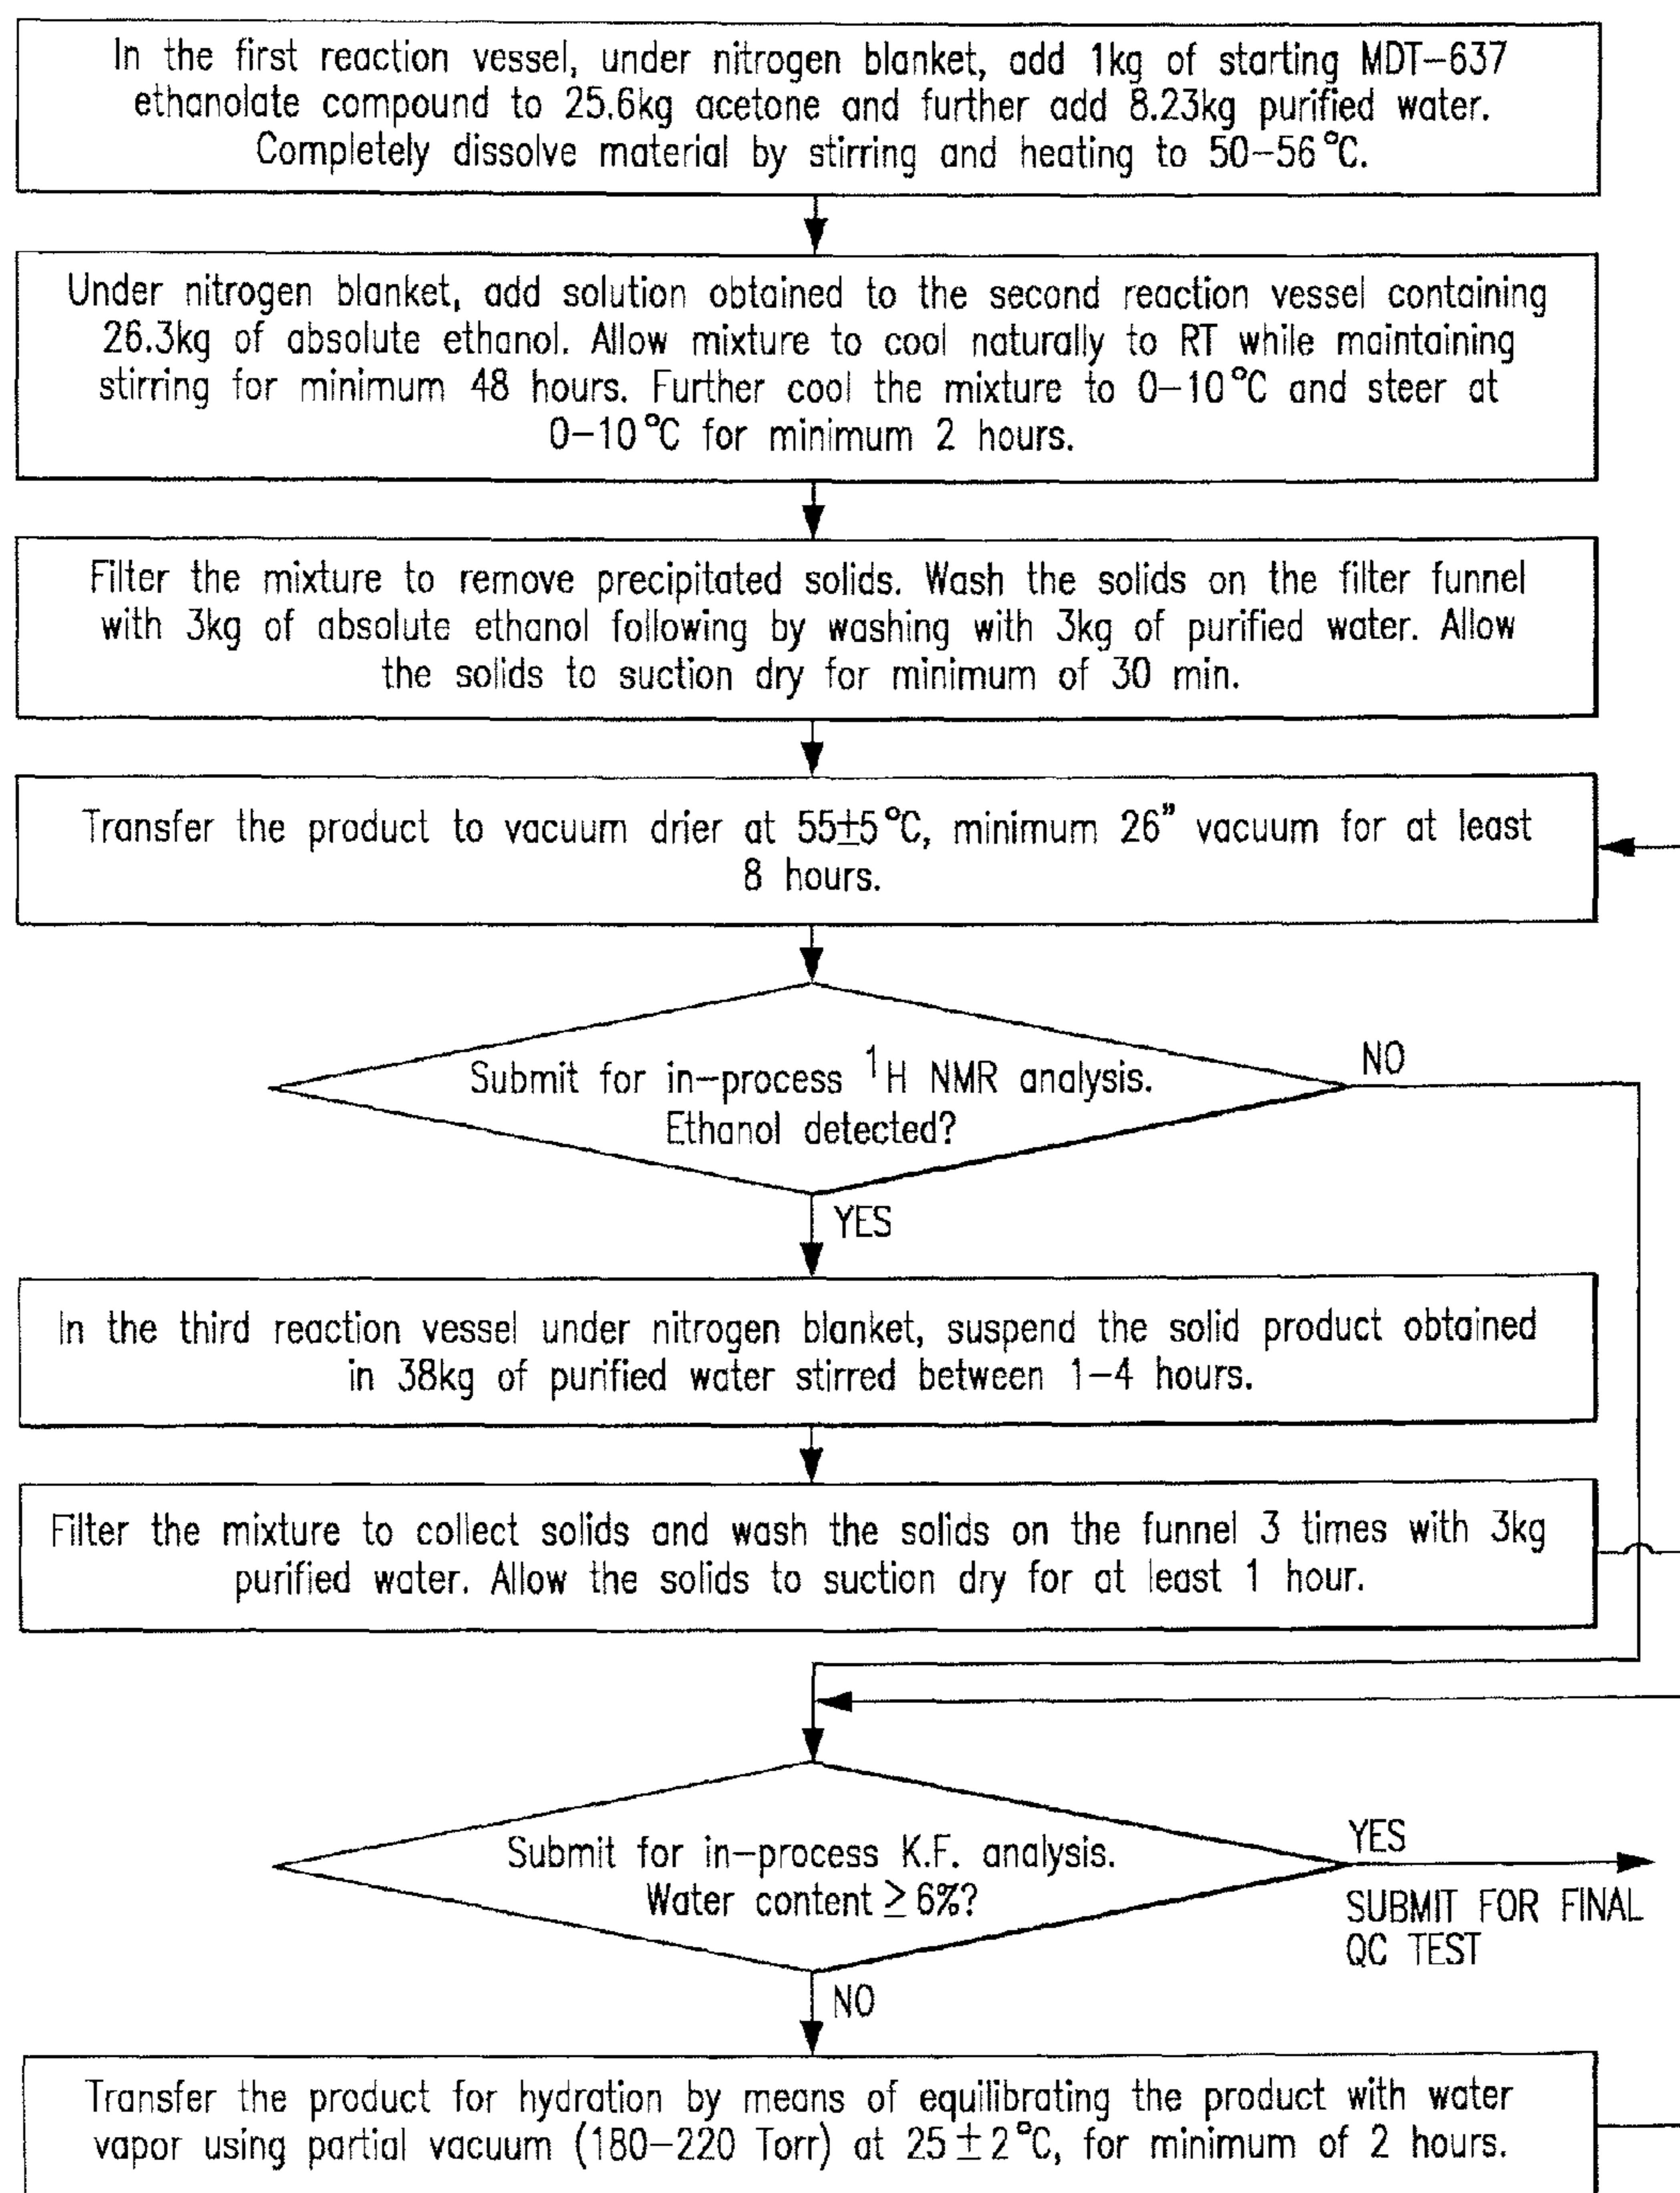 In the first reaction vessel, under nitrogen blanket, add 1kg of starting MDT-637
ethanolate compound to 25.6kg acetone and further add 8.23kg purified water.
Completely dissolve material by stirring and heating to 50-56°C.
Under nitrogen blanket, add solution obtained to the second reaction vessel containing
26.3kg of absolute ethanol. Allow mixture to cool naturally to RT while maintaining
stirring for minimum 48 hours. Further cool the mixture to 0-10°C and steer at
0-10°C for minimum 2 hours.
Filter the mixture to remove precipitated solids. Wash the solids on the filter funnel
with 3kg of absolute ethanol following by washing with 3kg of purified water. Allow
the solids to suction dry for minimum of 30 min.
Transfer the product to vacuum drier at 55±5°C, minimum 26" vacuum for at least
8 hours.
Submit for in-process ¹H NMR analysis.
Ethanol detected?
NO
YES
In the third reaction vessel under nitrogen blanket, suspend the solid product obtained
in 38kg of purified water stirred between 1-4 hours.
Filter the mixture to collect solids and wash the solids on the funnel 3 times with 3kg
purified water. Allow the solids to suction dry for at least 1 hour.
Submit for in-process K.F. analysis.
Water content ≥ 6%?
YES
SUBMIT FOR FINAL
QC TEST
NO
Transfer the product for hydration by means of equilibrating the product with water
vapor using partial vacuum (180-220 Torr) at 25±2°C, for minimum of 2 hours.